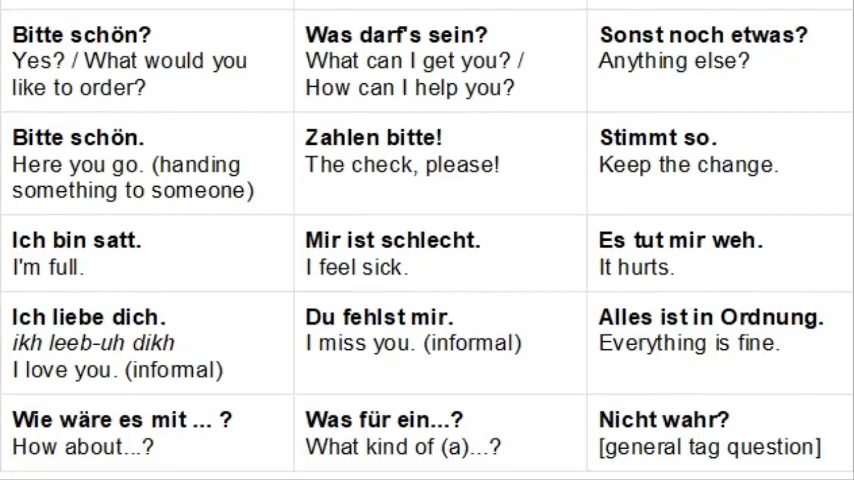 Bitte schön?
Yes? / What would you
like to order?
Was darf's sein?
What can I get you? /
How can I help you?
Sonst noch etwas?
Anything else?
Bitte schön.
Here you go. (handing
something to someone)
Zahlen bitte!
The check, please!
Stimmt so.
Keep the change.
Ich bin satt.
I'm full.
Mir ist schlecht.
I feel sick.
Es tut mir weh.
It hurts.
Ich liebe dich.
ikh leeb-uh dikh
I love you. (informal)
Du fehlst mir.
I miss you. (informal)
Alles ist in Ordnung.
Everything is fine.
Wie wäre es mit ... ?
How about...?
Was für ein...?
What kind of (a)...?
Nicht wahr?
[general tag question]